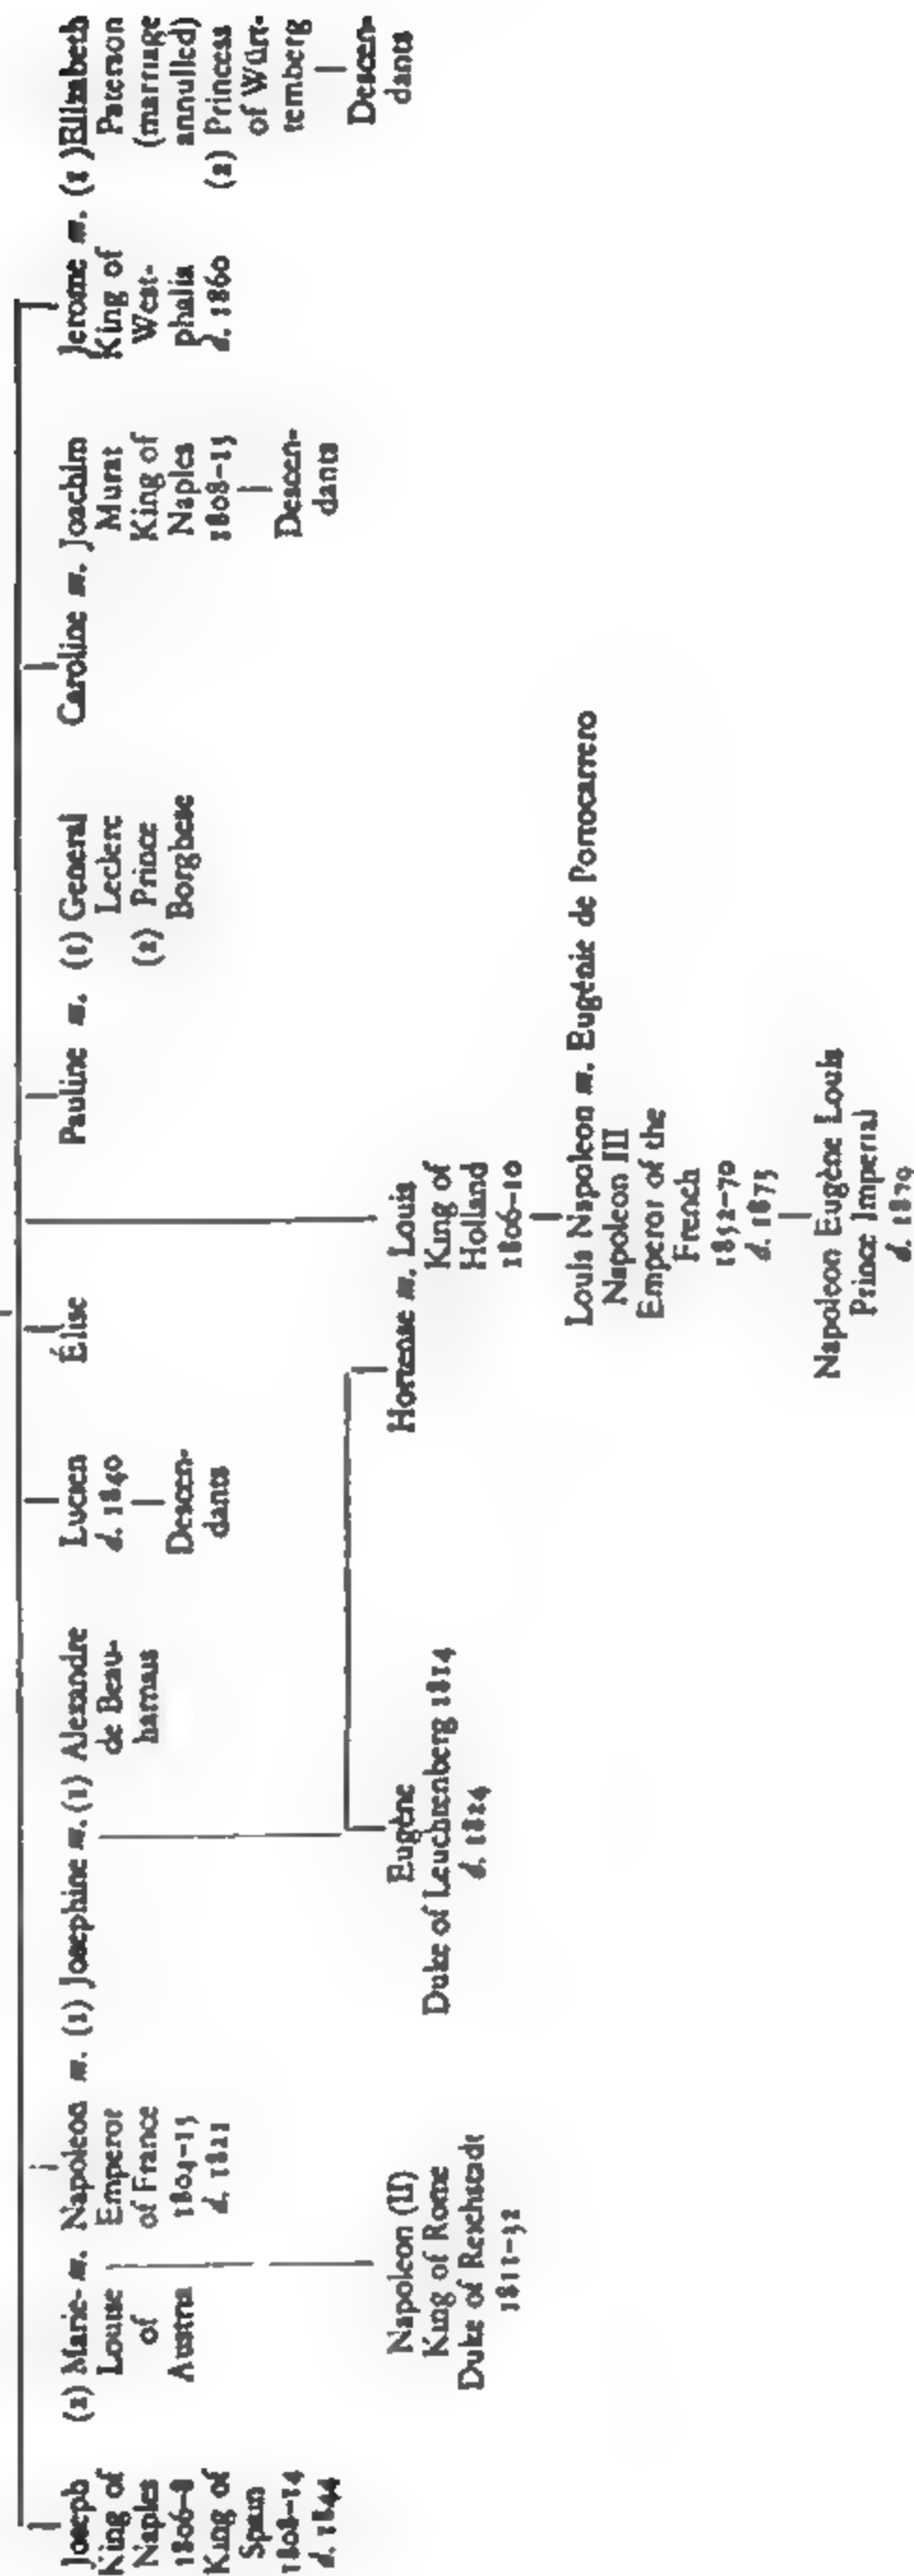 Joseph
King of
Naples
1806-8
King of
Spain
1808-14
d. 1844
(2) Marie- m.
Louise
of
Austria
Napoleon m.
Emperor
of France
1804-15
d. 1821
(1) Josephine m.
(1) Alexandre
de Beau-
harnais
Lucien
d. 1840
Descen-
dants
Élise
Pauline m.
(1) General
Leclerc
(2) Prince
Borghese
Caroline m.
Joachim
Murat
King of
Naples
1808-15
Descen-
dants
Jerome m.
King of
West-
phalia
d. 1860
(1) Elizabeth
Paterson
(marriage
annulled)
(2) Princess
of Würt-
temberg
Descen-
dants
Napoleon (II)
King of Rome
Duke of Reichstadt
1811-32
Eugène
Duke of Leuchtenberg 1814
d. 1824
Hortense m. Louis
King of
Holland
1806-10
Louis Napoleon m. Eugénie de Portocarrero
Napoleon III
Emperor of the
French
1852-70
d. 1873
Napoleon Eugène Louis
Prince Imperial
d. 1879